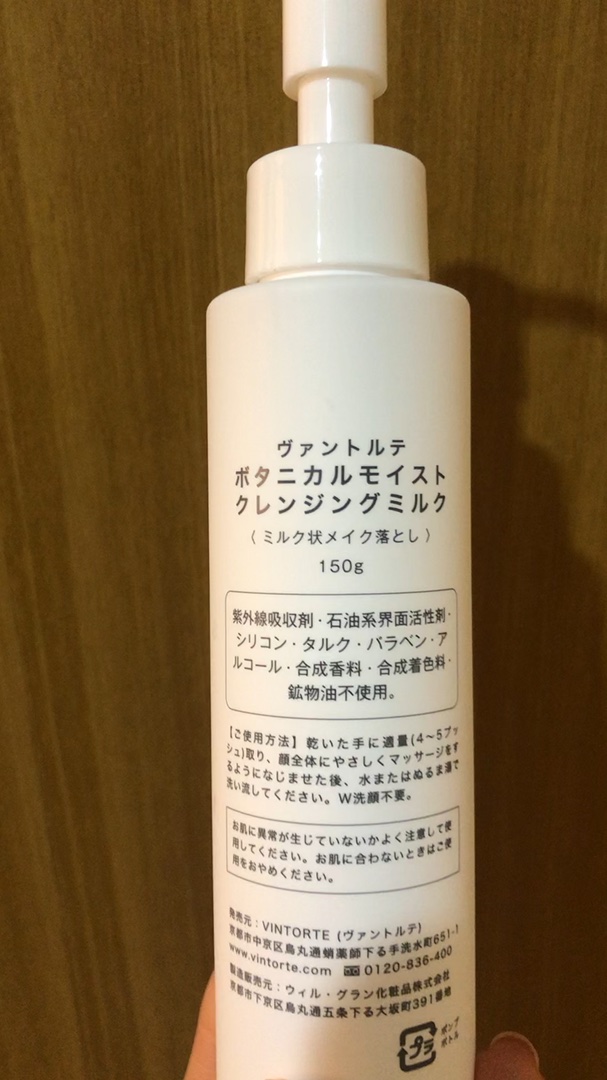 ヴァントルテ
ボタニカルモイスト
クレンジングミルク
〈 ミルク状メイク落とし 〉
150g
紫外線吸収剤・石油系界面活性剤・
シリコン・タルク・パラベン・ア
ルコール・合成香料・合成着色料・
鉱物油不使用。
【ご使用方法】乾いた手に適量(4〜5プッ
シュ)取り、顔全体にやさしくマッサージをす
るようになじませた後、水またはぬるま湯で
洗い流してください。W洗顔不要。
お肌に異常が生じていないかよく注意して使
用してください。お肌に合わないときはご使
用をおやめください。
発売元：VINTORTE (ヴァントルテ)
京都市中京区烏丸通蛸薬師下る手洗水町651-1
www.vintorte.com 0120-836-400
製造販売元：ウィル・グラン化粧品株式会社
京都市下京区烏丸通五条下る大坂町391番地
プラ
ポンプ
ボトル